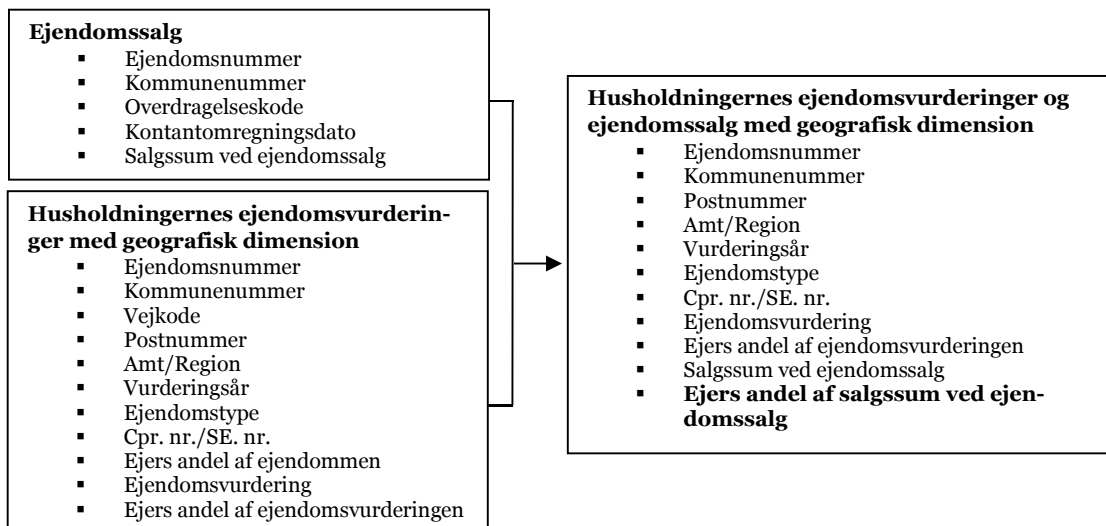 Ejendomssalg
▪ Ejendomsnummer
▪ Kommunenummer
▪ Overdragelseskode
▪ Kontantomregningsdato
▪ Salgssum ved ejendomssalg
Husholdningernes ejendomsvurderin-
ger med geografisk dimension
▪ Ejendomsnummer
▪ Kommunenummer
▪ Vejkode
▪ Postnummer
▪ Amt/Region
▪ Vurderingsår
▪ Ejendomstype
▪ Cpr. nr./SE. nr.
▪ Ejers andel af ejendommen
▪ Ejendomsvurdering
▪ Ejers andel af ejendomsvurderingen
Husholdningernes ejendomsvurderinger og
ejendomssalg med geografisk dimension
▪ Ejendomsnummer
▪ Kommunenummer
▪ Postnummer
▪ Amt/Region
▪ Vurderingsår
▪ Ejendomstype
▪ Cpr. nr./SE. nr.
▪ Ejendomsvurdering
▪ Ejers andel af ejendomsvurderingen
▪ Salgssum ved ejendomssalg
▪ Ejers andel af salgssum ved ejen-
domssalg